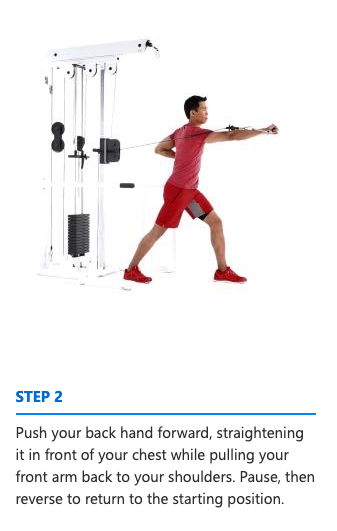 STEP 2
Push your back hand forward, straightening
it in front of your chest while pulling your
front arm back to your shoulders. Pause, then
reverse to return to the starting position.